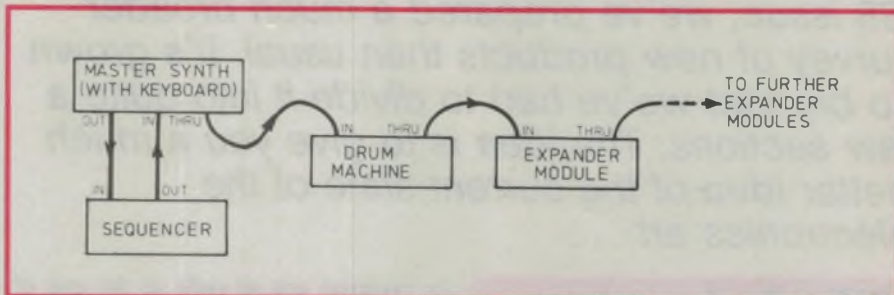 MASTER SYNTH
(WITH KEYBOARD)
OUT IN THRU
IN OUT
SEQUENCER
IN THRU
DRUM
MACHINE
IN THRU
EXPANDER
MODULE
TO FURTHER
EXPANDER
MODULES